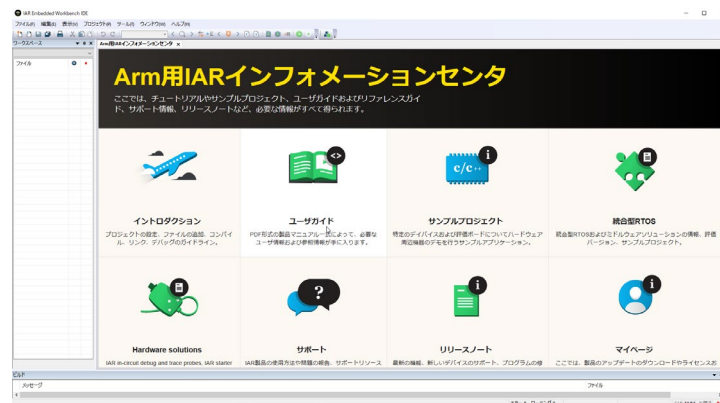 IAR Embedded Workbench IDE
ファイル(F) 編集(E) 表示(V) プロジェクト(P) ツール(T) ウィンドウ(W) ヘルプ(H)
ワークスペース
Arm用IARインフォメーションセンタ
ファイル
Arm用IARインフォメーションセンタ
ここでは、チュートリアルやサンプルプロジェクト、ユーザガイドおよびリファレンスガイ
ド、サポート情報、リリースノートなど、必要な情報がすべて得られます。
イントロダクション
プロジェクトの設定、ファイルの追加、コンパイ
ル、リンク、デバッグのガイドライン。
ユーザガイド
PDF形式の製品マニュアル一式によって、必要な
ユーザ情報および参照情報が手に入ります。
c/c++
サンプルプロジェクト
特定のデバイスおよび評価ボードについてハードウェア
周辺機器のデモを行うサンプルアプリケーション。
統合型RTOS
統合型RTOSおよびミドルウェアソリューションの情報、評価
バージョン、サンプルプロジェクト。
Hardware solutions
IAR in-circuit debug and trace probes, IAR starter
サポート
IAR製品の使用方法や問題の報告、サポートリソース
リリースノート
最新の機能、新しいデバイスのサポート、プログラムの修
マイページ
ここでは、製品のアップデートのダウンロードやライセンスお
ビルド
メッセージ
ファイル